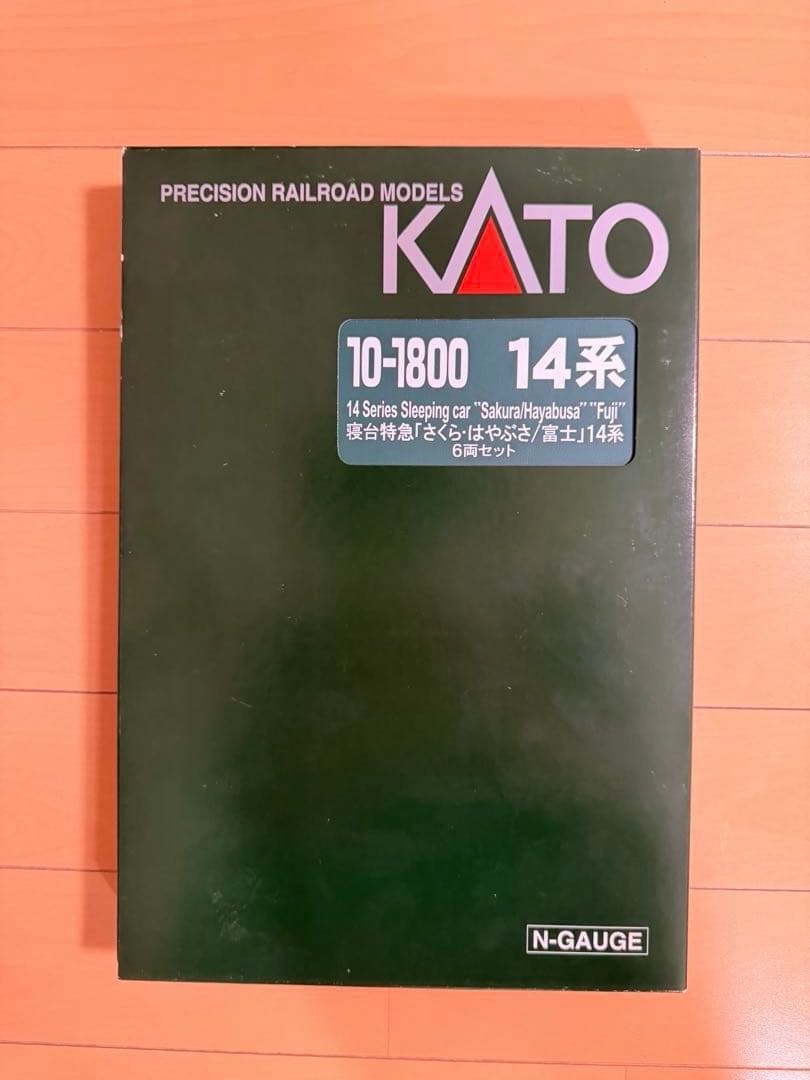 PRECISION RAILROAD MODELS
KATO
10-1800 14系
14 Series Sleeping car "Sakura/Hayabusa" "Fuji"
寝台特急「さくら・はやぶさ/富士」14系
6両セット
N-GAUGE